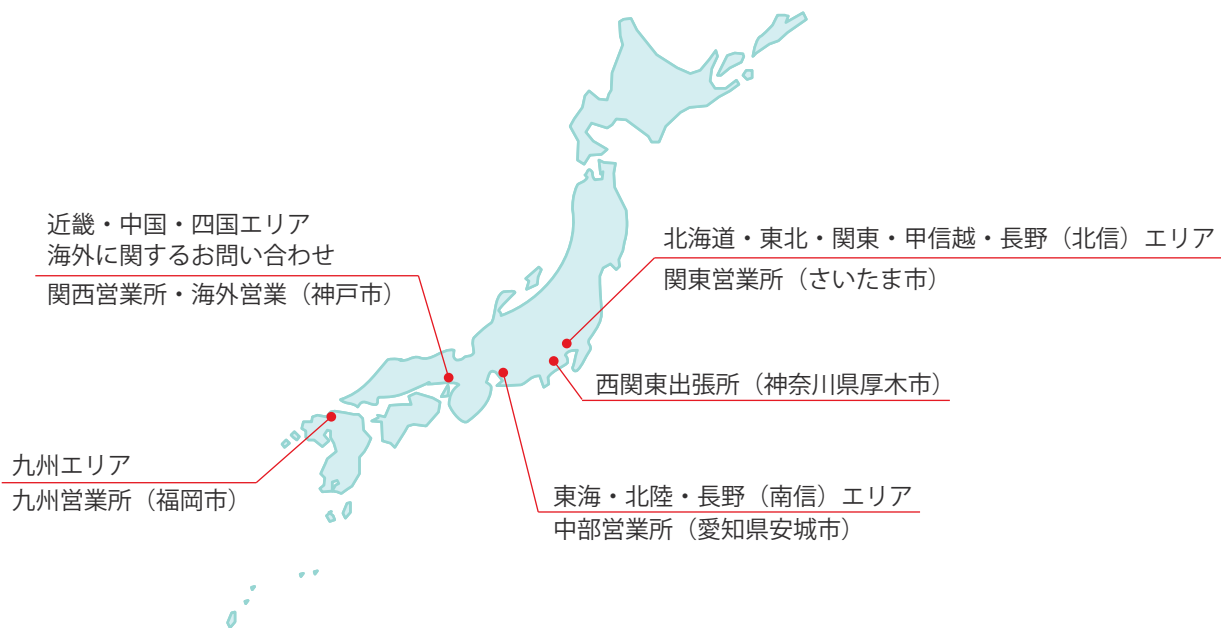 近畿・中国・四国エリア
海外に関するお問い合わせ
関西営業所・海外営業（神戸市）
北海道・東北・関東・甲信越・長野（北信）エリア
関東営業所（さいたま市）
西関東出張所（神奈川県厚木市）
九州エリア
九州営業所（福岡市）
東海・北陸・長野（南信）エリア
中部営業所（愛知県安城市）